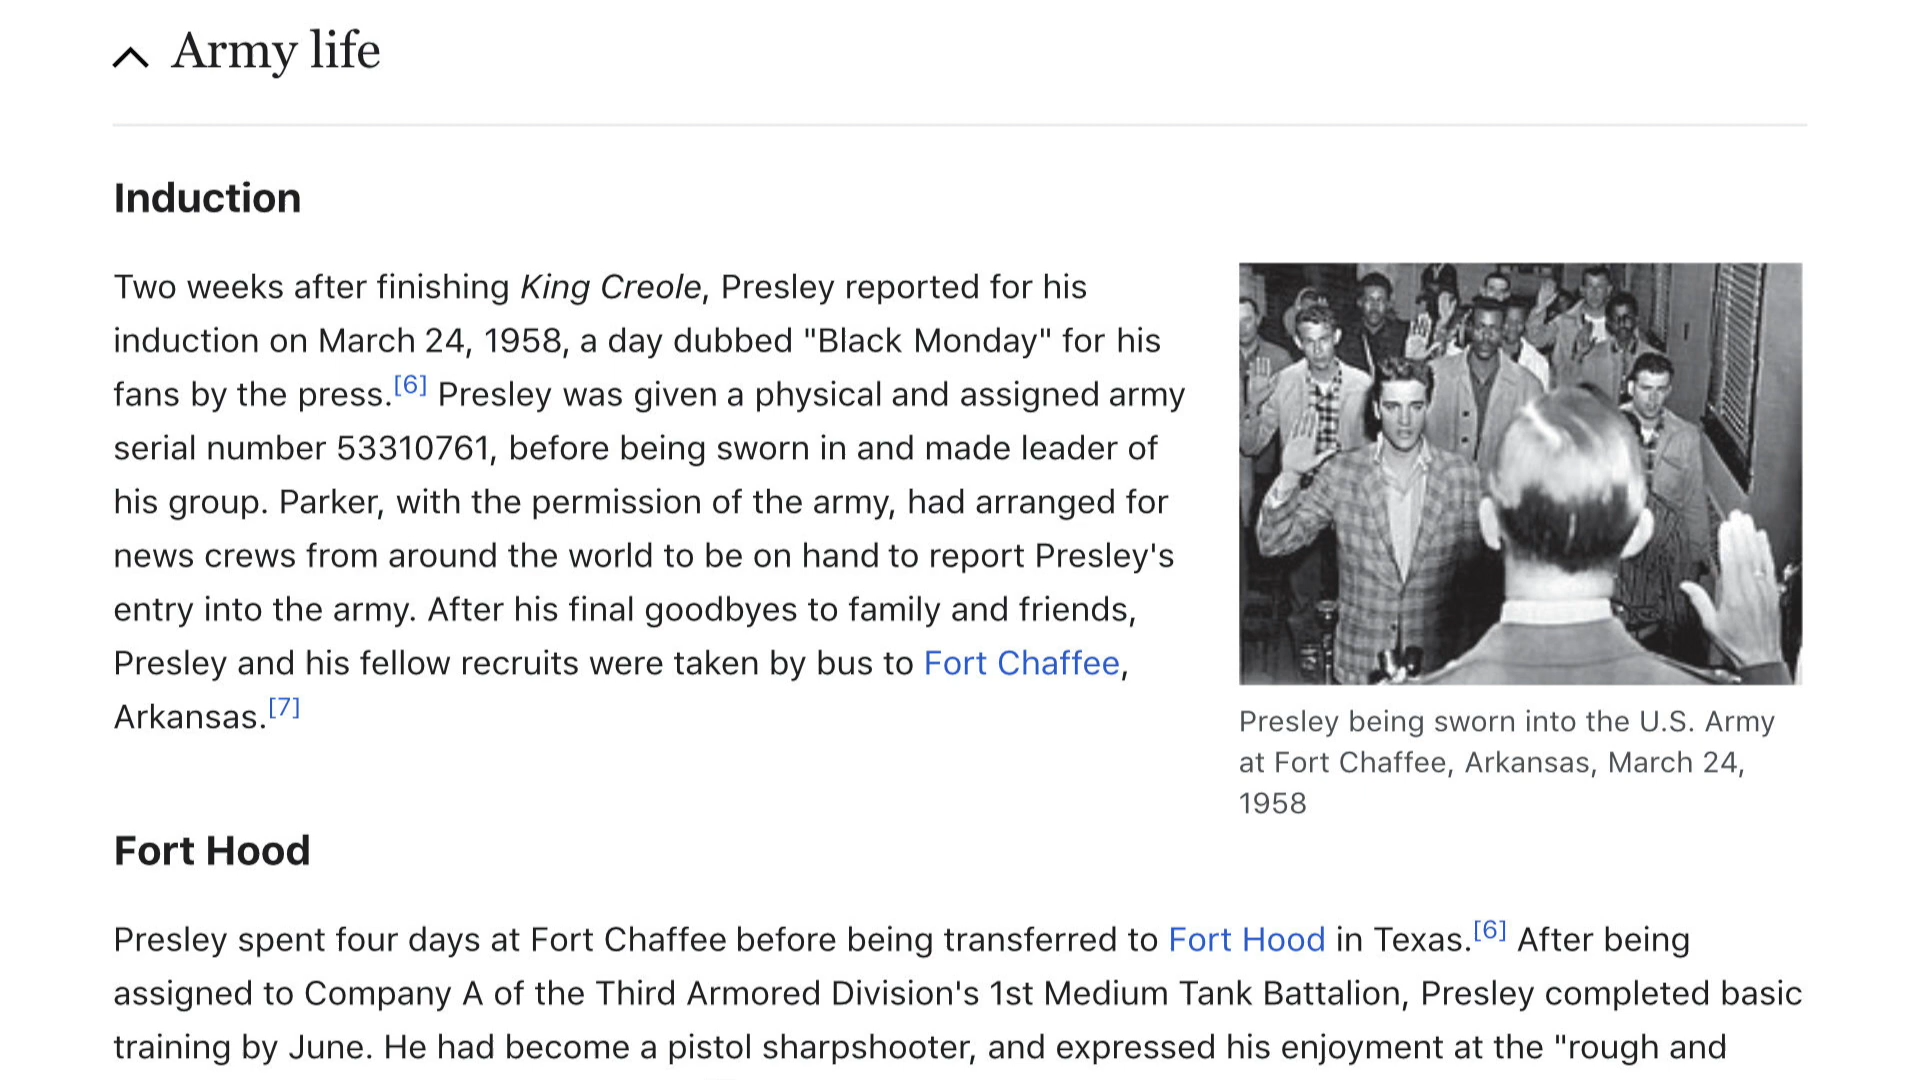 Army life
Induction
Two weeks after finishing King Creole, Presley reported for his
induction on March 24, 1958, a day dubbed "Black Monday" for his
fans by the press.[6] Presley was given a physical and assigned army
serial number 53310761, before being sworn in and made leader of
his group. Parker, with the permission of the army, had arranged for
news crews from around the world to be on hand to report Presley's
entry into the army. After his final goodbyes to family and friends,
Presley and his fellow recruits were taken by bus to Fort Chaffee,
Arkansas.[7]
Presley being sworn into the U.S. Army
at Fort Chaffee, Arkansas, March 24,
1958
Fort Hood
Presley spent four days at Fort Chaffee before being transferred to Fort Hood in Texas.[6] After being
assigned to Company A of the Third Armored Division's 1st Medium Tank Battalion, Presley completed basic
training by June. He had become a pistol sharpshooter, and expressed his enjoyment at the "rough and